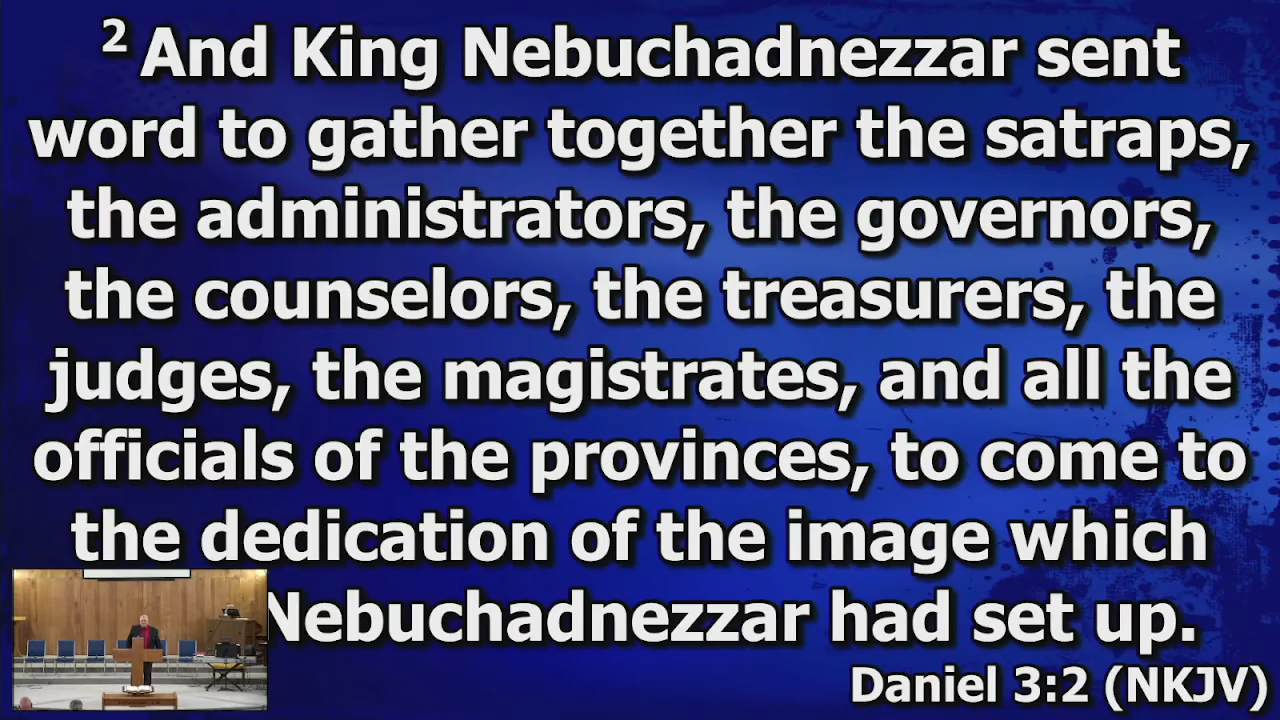 2 And King Nebuchadnezzar sent
word to gather together the satraps,
the administrators, the governors,
the counselors, the treasurers, the
judges, the magistrates, and all the
officials of the provinces, to come to
the dedication of the image which
Nebuchadnezzar had set up.
Daniel 3:2 (NKJV)